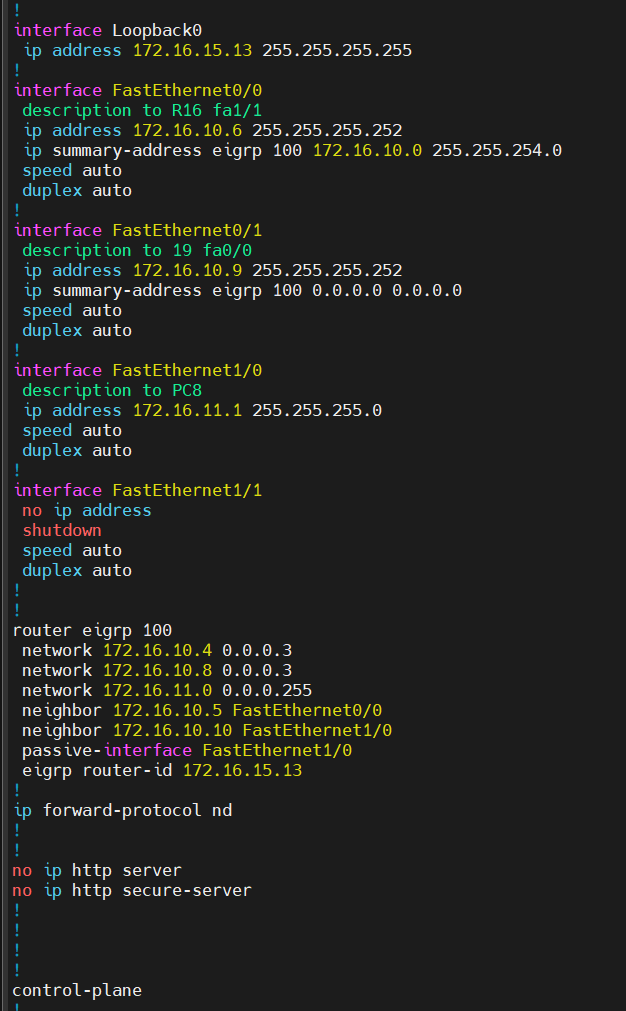 !
interface Loopback0
 ip address 172.16.15.13 255.255.255.255
!
interface FastEthernet0/0
 description to R16 fa1/1
 ip address 172.16.10.6 255.255.255.252
 ip summary-address eigrp 100 172.16.10.0 255.255.254.0
 speed auto
 duplex auto
!
interface FastEthernet0/1
 description to 19 fa0/0
 ip address 172.16.10.9 255.255.255.252
 ip summary-address eigrp 100 0.0.0.0 0.0.0.0
 speed auto
 duplex auto
!
interface FastEthernet1/0
 description to PC8
 ip address 172.16.11.1 255.255.255.0
 speed auto
 duplex auto
!
interface FastEthernet1/1
 no ip address
 shutdown
 speed auto
 duplex auto
!
!
router eigrp 100
 network 172.16.10.4 0.0.0.3
 network 172.16.10.8 0.0.0.3
 network 172.16.11.0 0.0.0.255
 neighbor 172.16.10.5 FastEthernet0/0
 neighbor 172.16.10.10 FastEthernet1/0
 passive-interface FastEthernet1/0
 eigrp router-id 172.16.15.13
!
ip forward-protocol nd
!
!
no ip http server
no ip http secure-server
!
!
!
!
control-plane
!